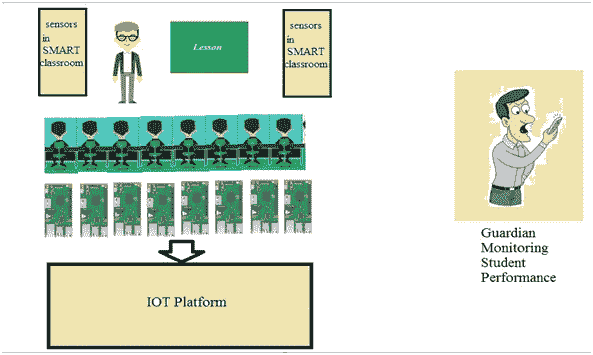 sensors
in
SMART
classroom
Lesson
sensors
in
SMART
classroom
IOT Platform
Guardian
Monitoring
Student
Performance